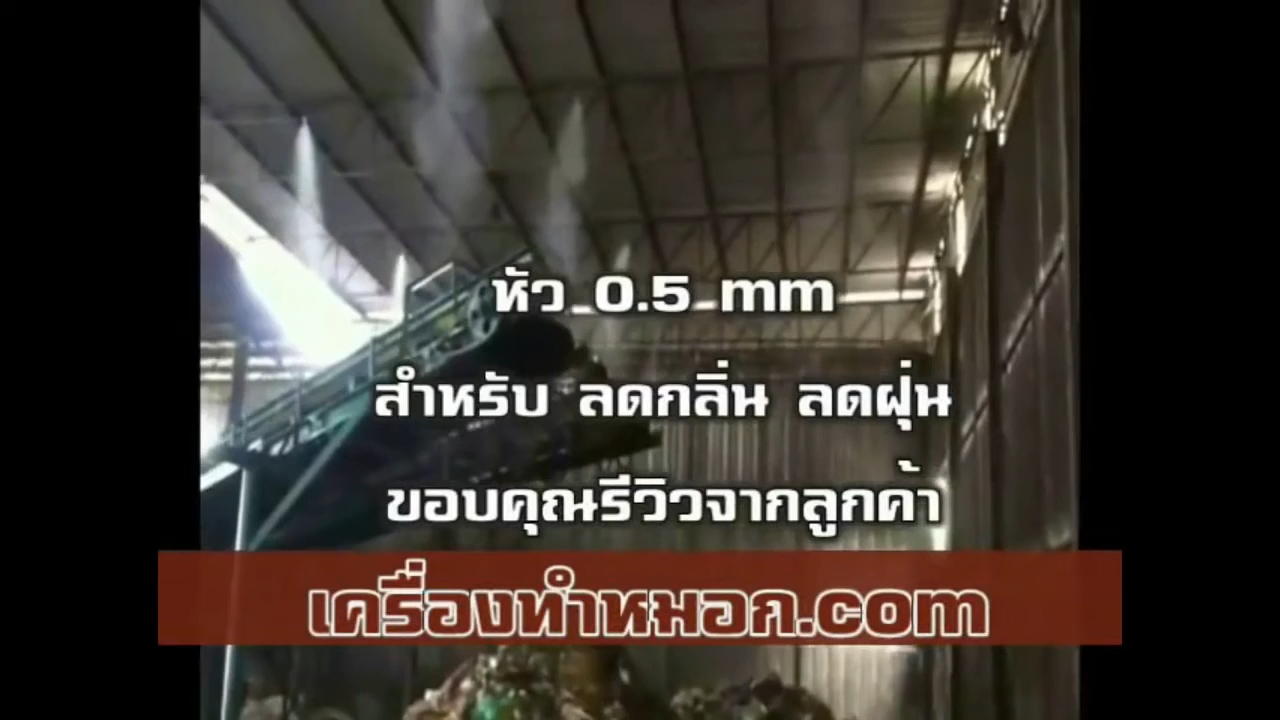 หัว 0.5 mm
สำหรับ ลดกลิ่น ลดฝุ่น
ขอบคุณรีวิวจากลูกค้า
เครื่องทำหมอก.com